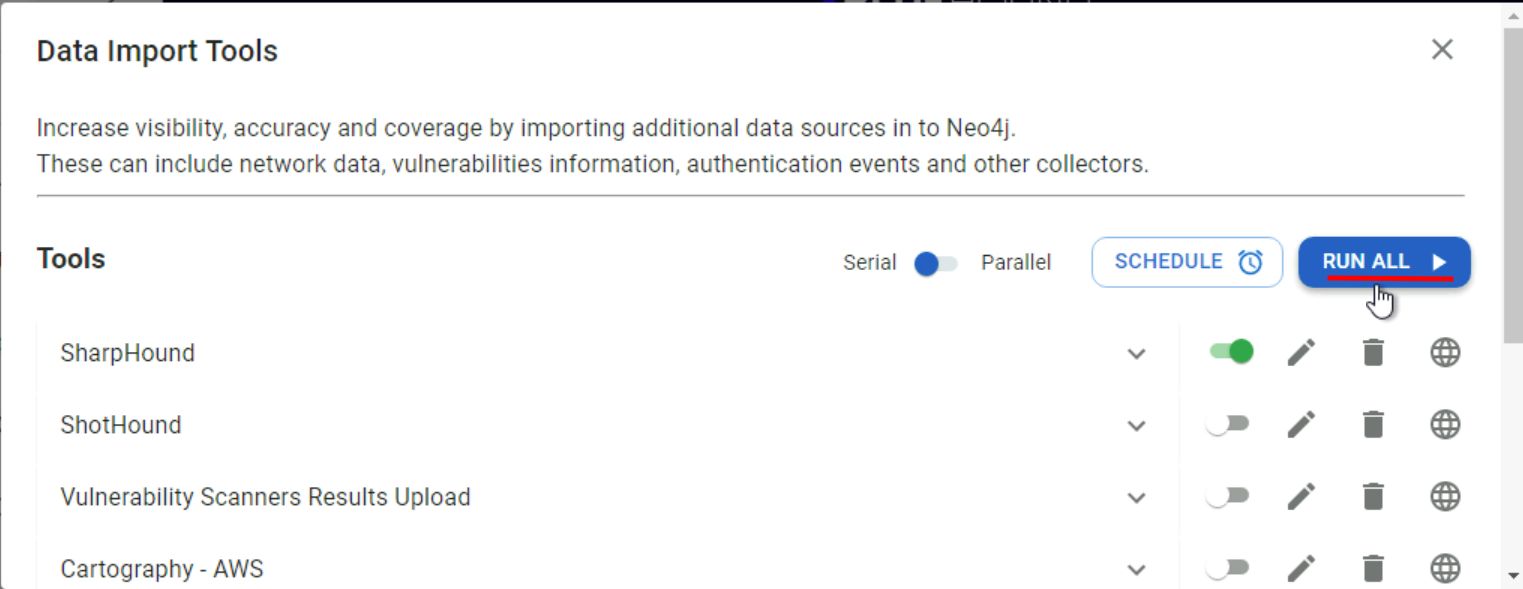 Data Import Tools
Increase visibility, accuracy and coverage by importing additional data sources in to Neo4j.
These can include network data, vulnerabilities information, authentication events and other collectors.
Tools
Serial
Parallel
SCHEDULE
RUN ALL
SharpHound
ShotHound
Vulnerability Scanners Results Upload
Cartography - AWS